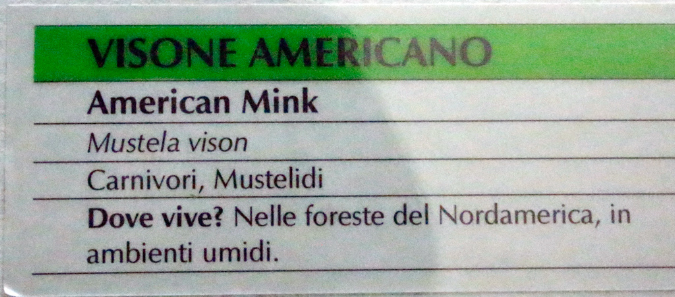 VISONE AMERICANO
American Mink
Mustela vison
Carnivori, Mustelidi
Dove vive? Nelle foreste del Nordamerica, in
ambienti umidi.